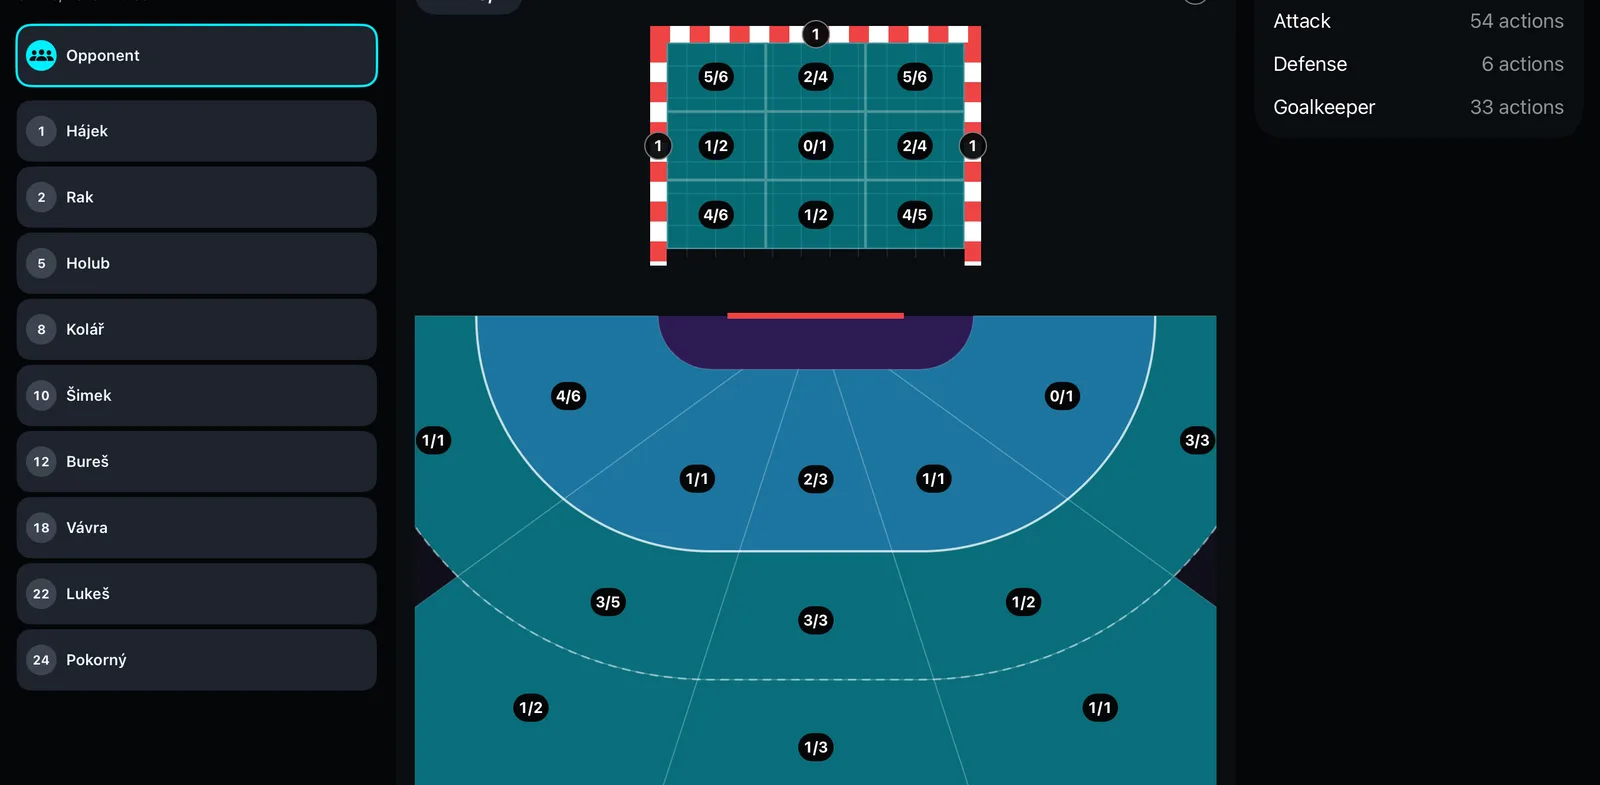 Opponent
1 Hájek
2 Rak
5 Holub
8 Kolář
10 Šimek
12 Bureš
18 Vávra
22 Lukeš
24 Pokorný
1
5/6 2/4 5/6
1 1/2 0/1 2/4 1
4/6 1/2 4/5
4/6 0/1
1/1 3/3
1/1 2/3 1/1
3/5 3/3 1/2
1/2 1/1
1/3
Attack 54 actions
Defense 6 actions
Goalkeeper 33 actions